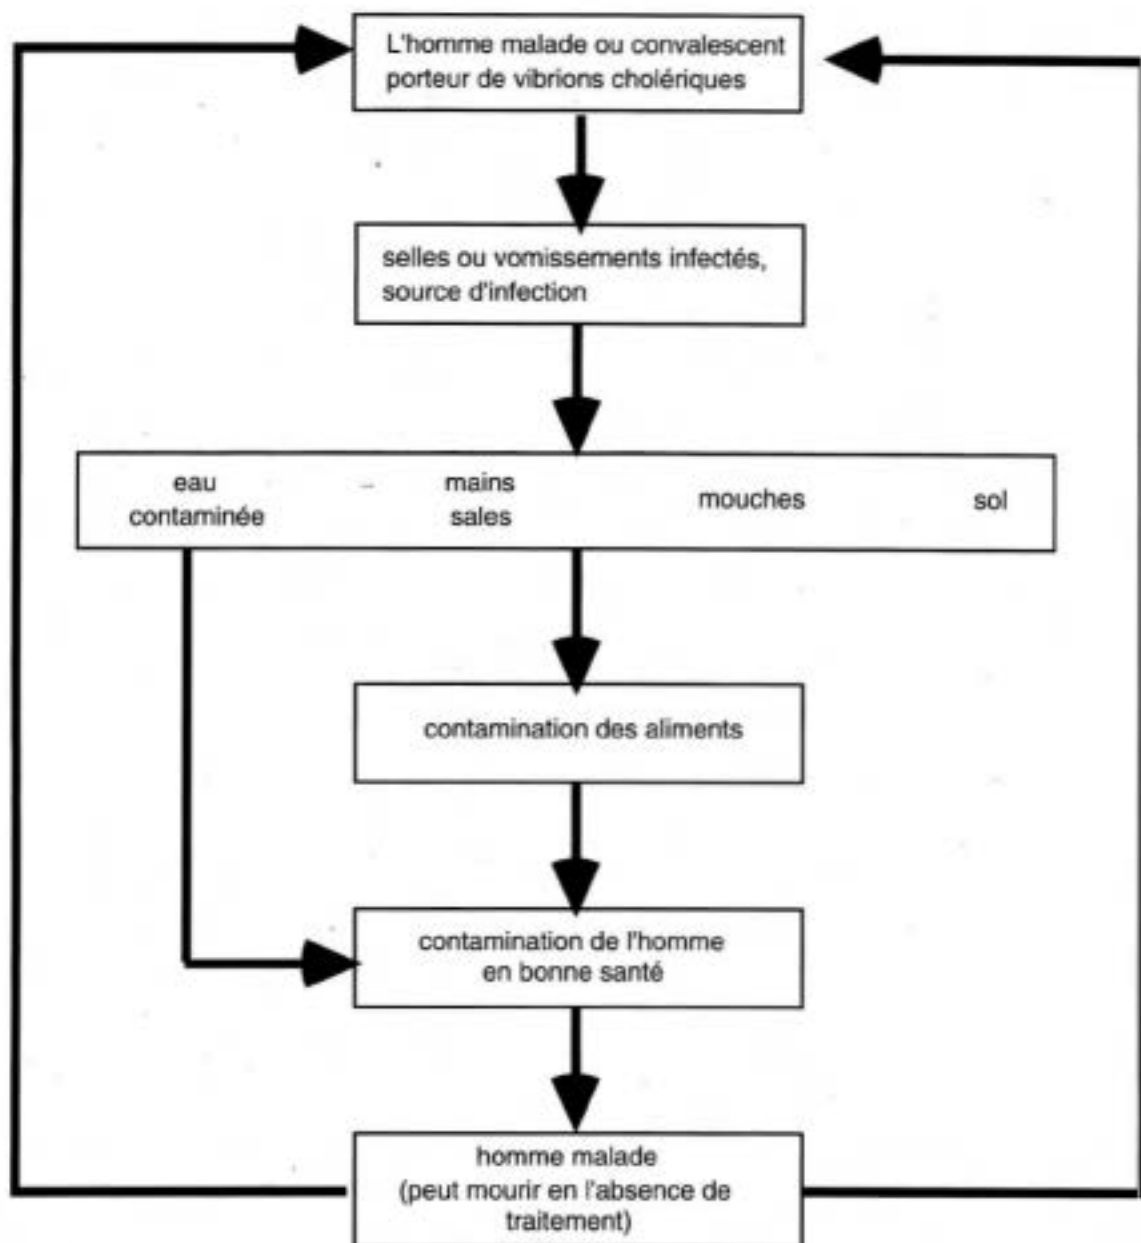 L'homme malade ou convalescent
porteur de vibrions cholériques
selles ou vomissements infectés,
source d'infection
eau
contaminée
mains
sales
mouches
sol
contamination des aliments
contamination de l'homme
en bonne santé
homme malade
(peut mourir en l'absence de
traitement)